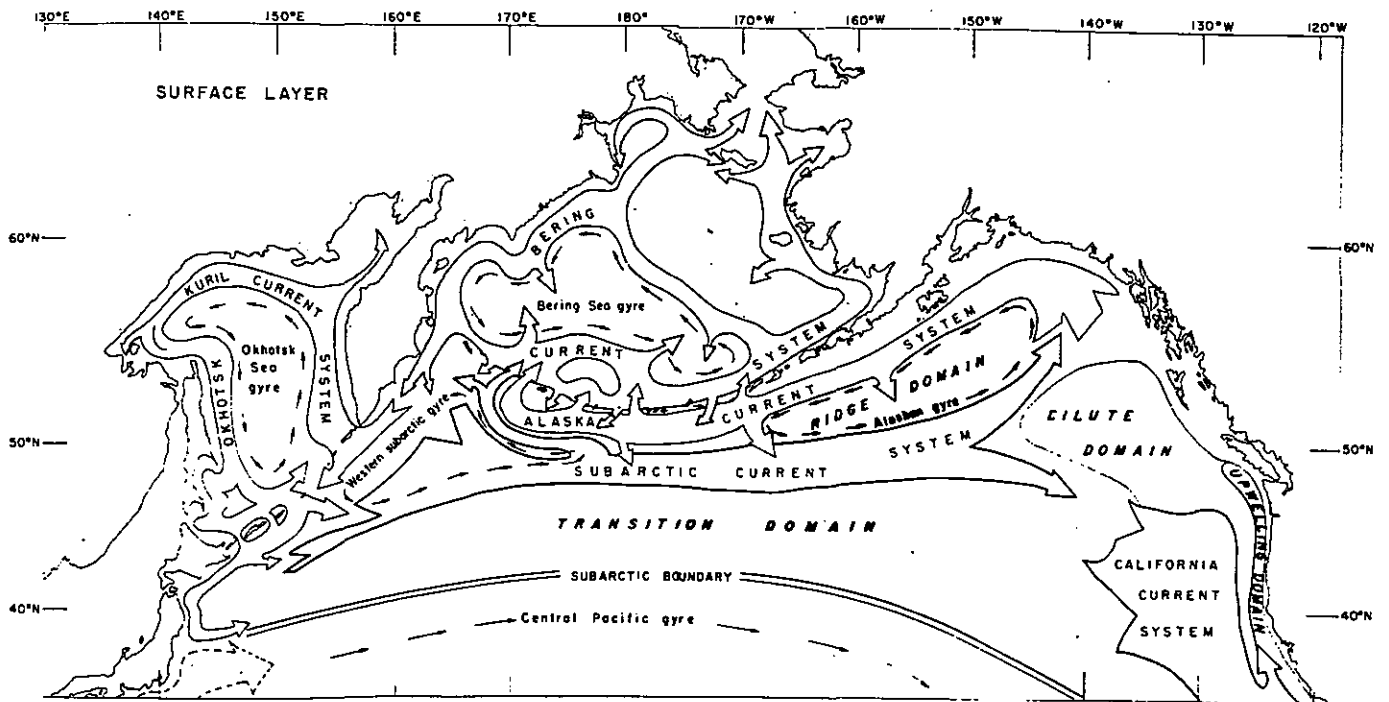 130°E 140°E 150°E 160°E 170°E 180° 170°W 160°W 150°W 140°W 130°W 120°W
SURFACE LAYER
60°N
60°N
BERING
KURIL CURRENT
SYSTEM
Bering Sea gyre
CURRENT
SYSTEM
Okhotsk
Sea
gyre
OKHOTSK
Western subarctic gyre
ALASKA
CURRENT
SYSTEM
RIDGE DOMAIN
Alaskan gyre
CILUTE
DOMAIN
50°N
50°N
SUBARCTIC CURRENT
SYSTEM
UPWELLING DOMAIN
TRANSITION DOMAIN
SUBARCTIC BOUNDARY
CALIFORNIA
CURRENT
SYSTEM
40°N
40°N
Central Pacific gyre